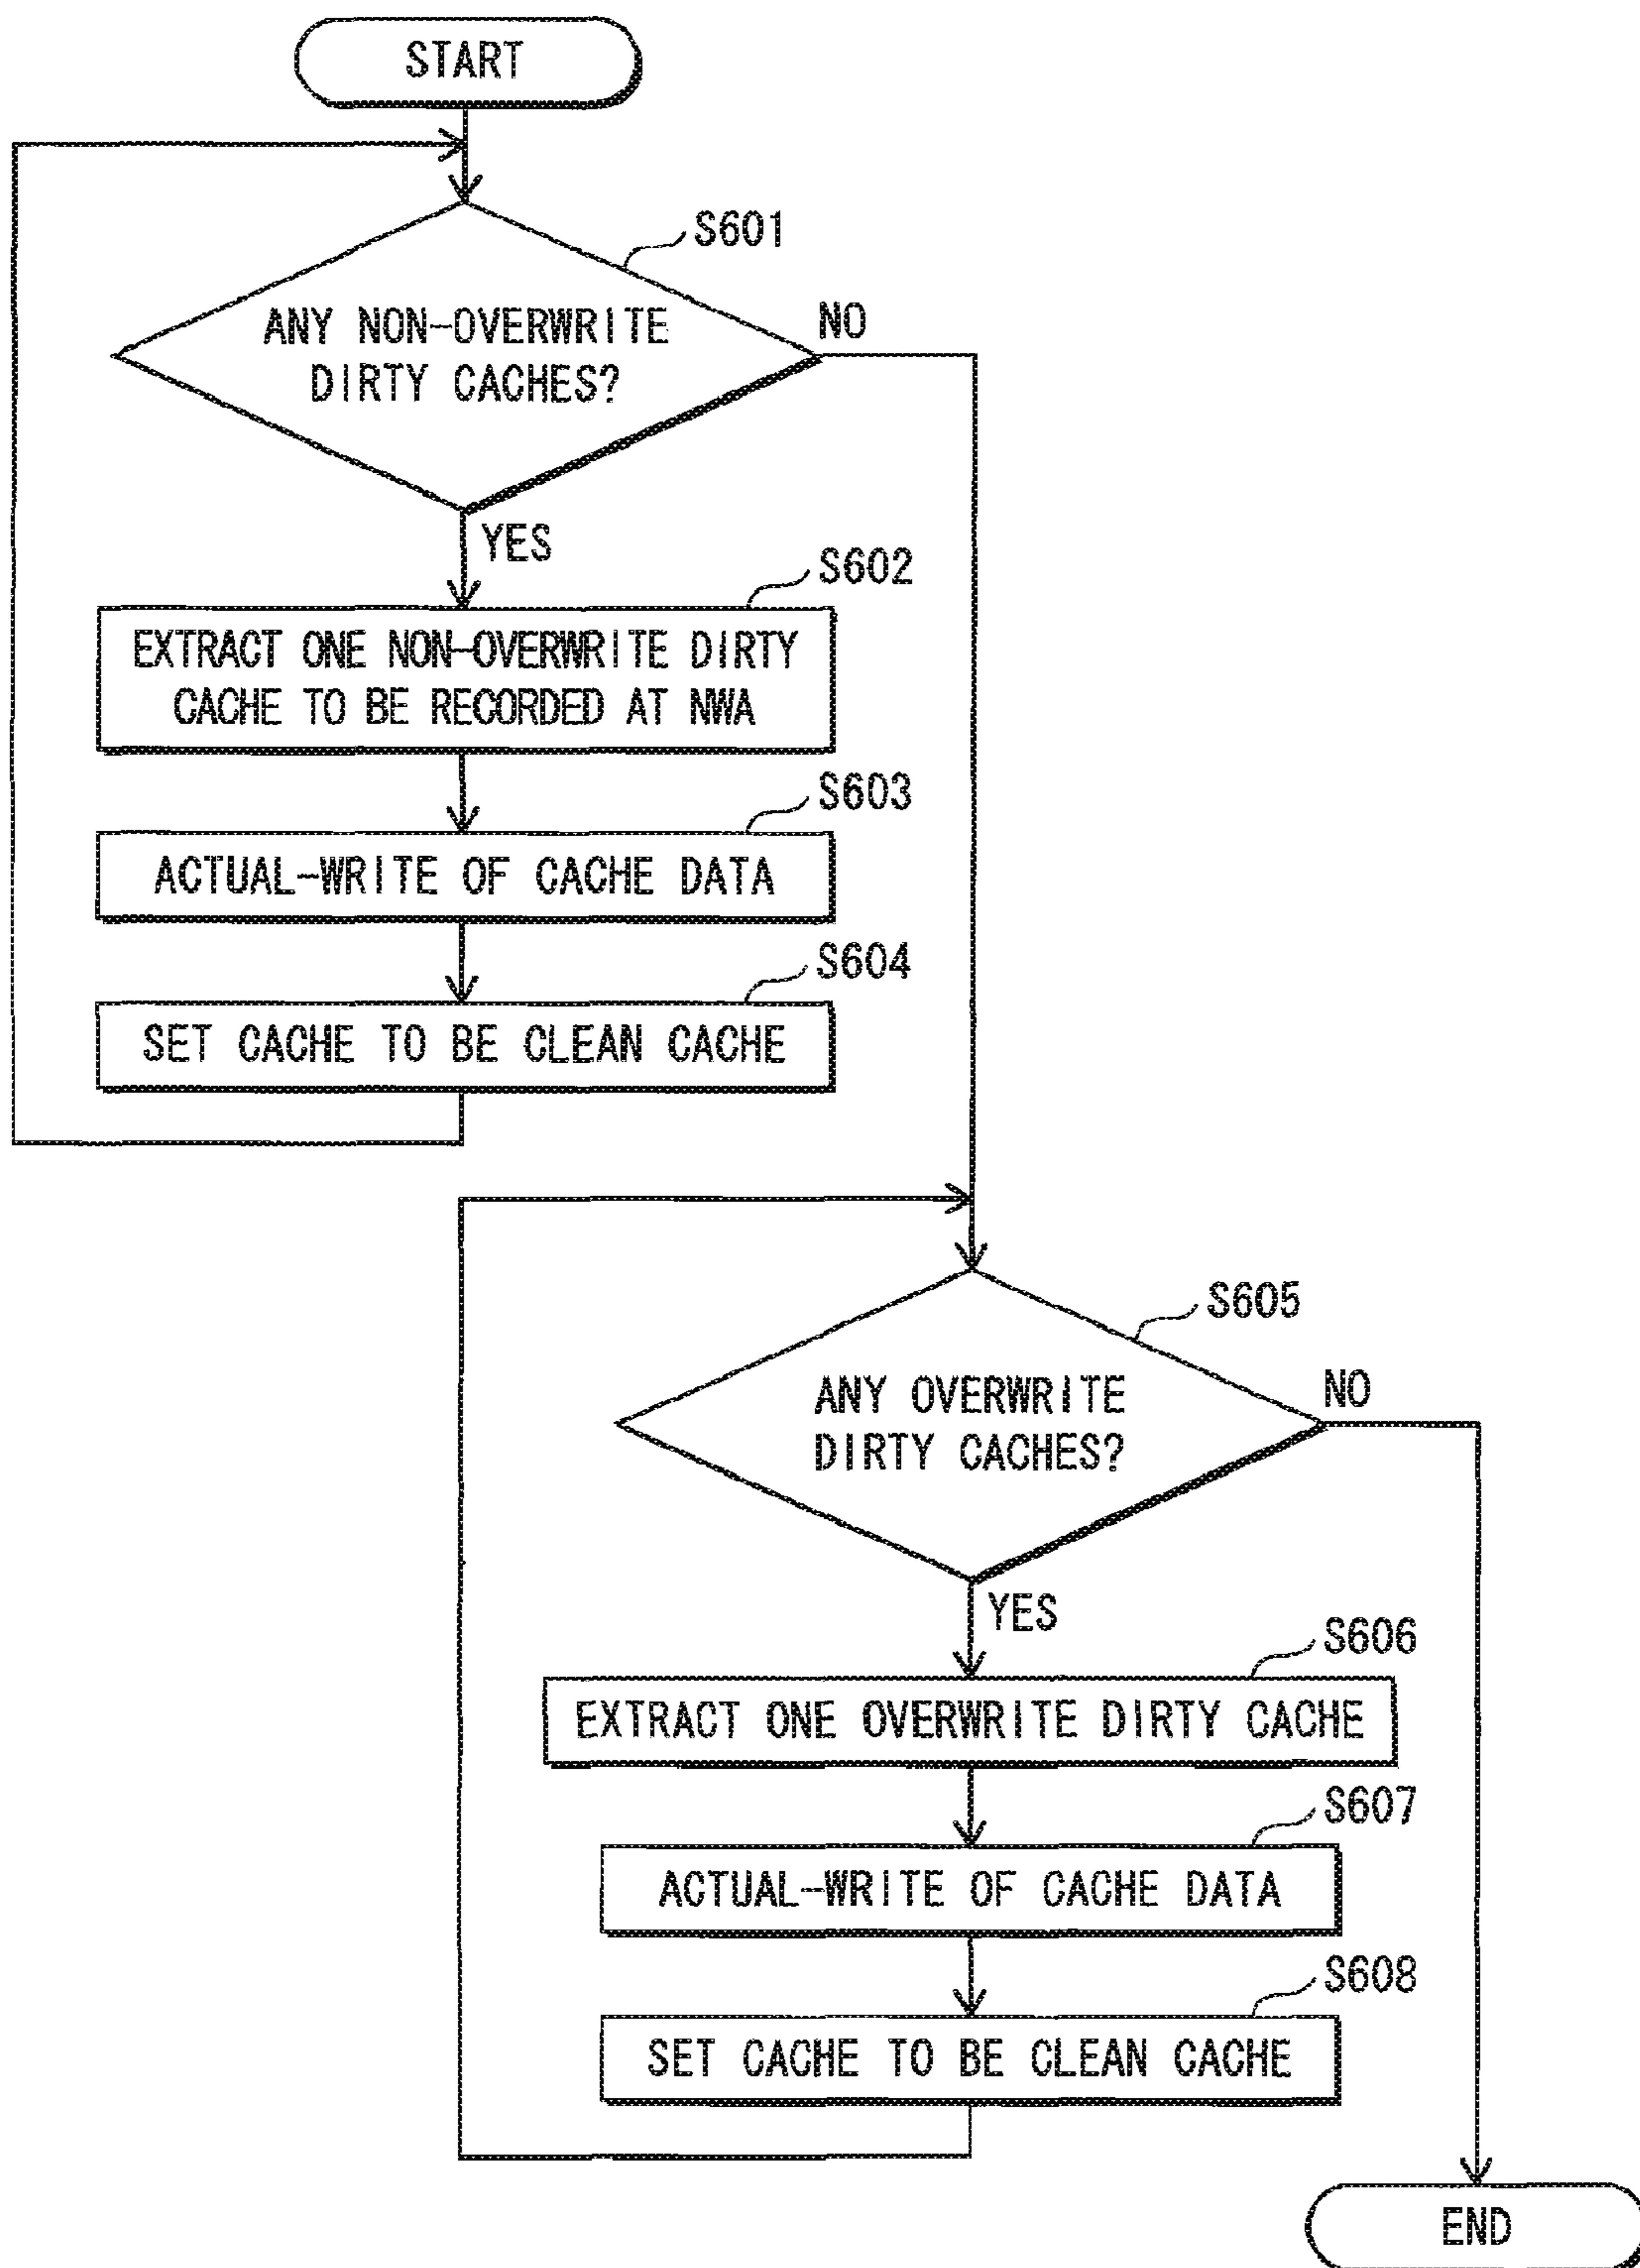 START
S601
ANY NON-OVERWRITE
DIRTY CACHES?
NO
YES
S602
EXTRACT ONE NON-OVERWRITE DIRTY
CACHE TO BE RECORDED AT NWA
S603
ACTUAL-WRITE OF CACHE DATA
S604
SET CACHE TO BE CLEAN CACHE
S605
ANY OVERWRITE
DIRTY CACHES?
NO
YES
S606
EXTRACT ONE OVERWRITE DIRTY CACHE
S607
ACTUAL-WRITE OF CACHE DATA
S608
SET CACHE TO BE CLEAN CACHE
END